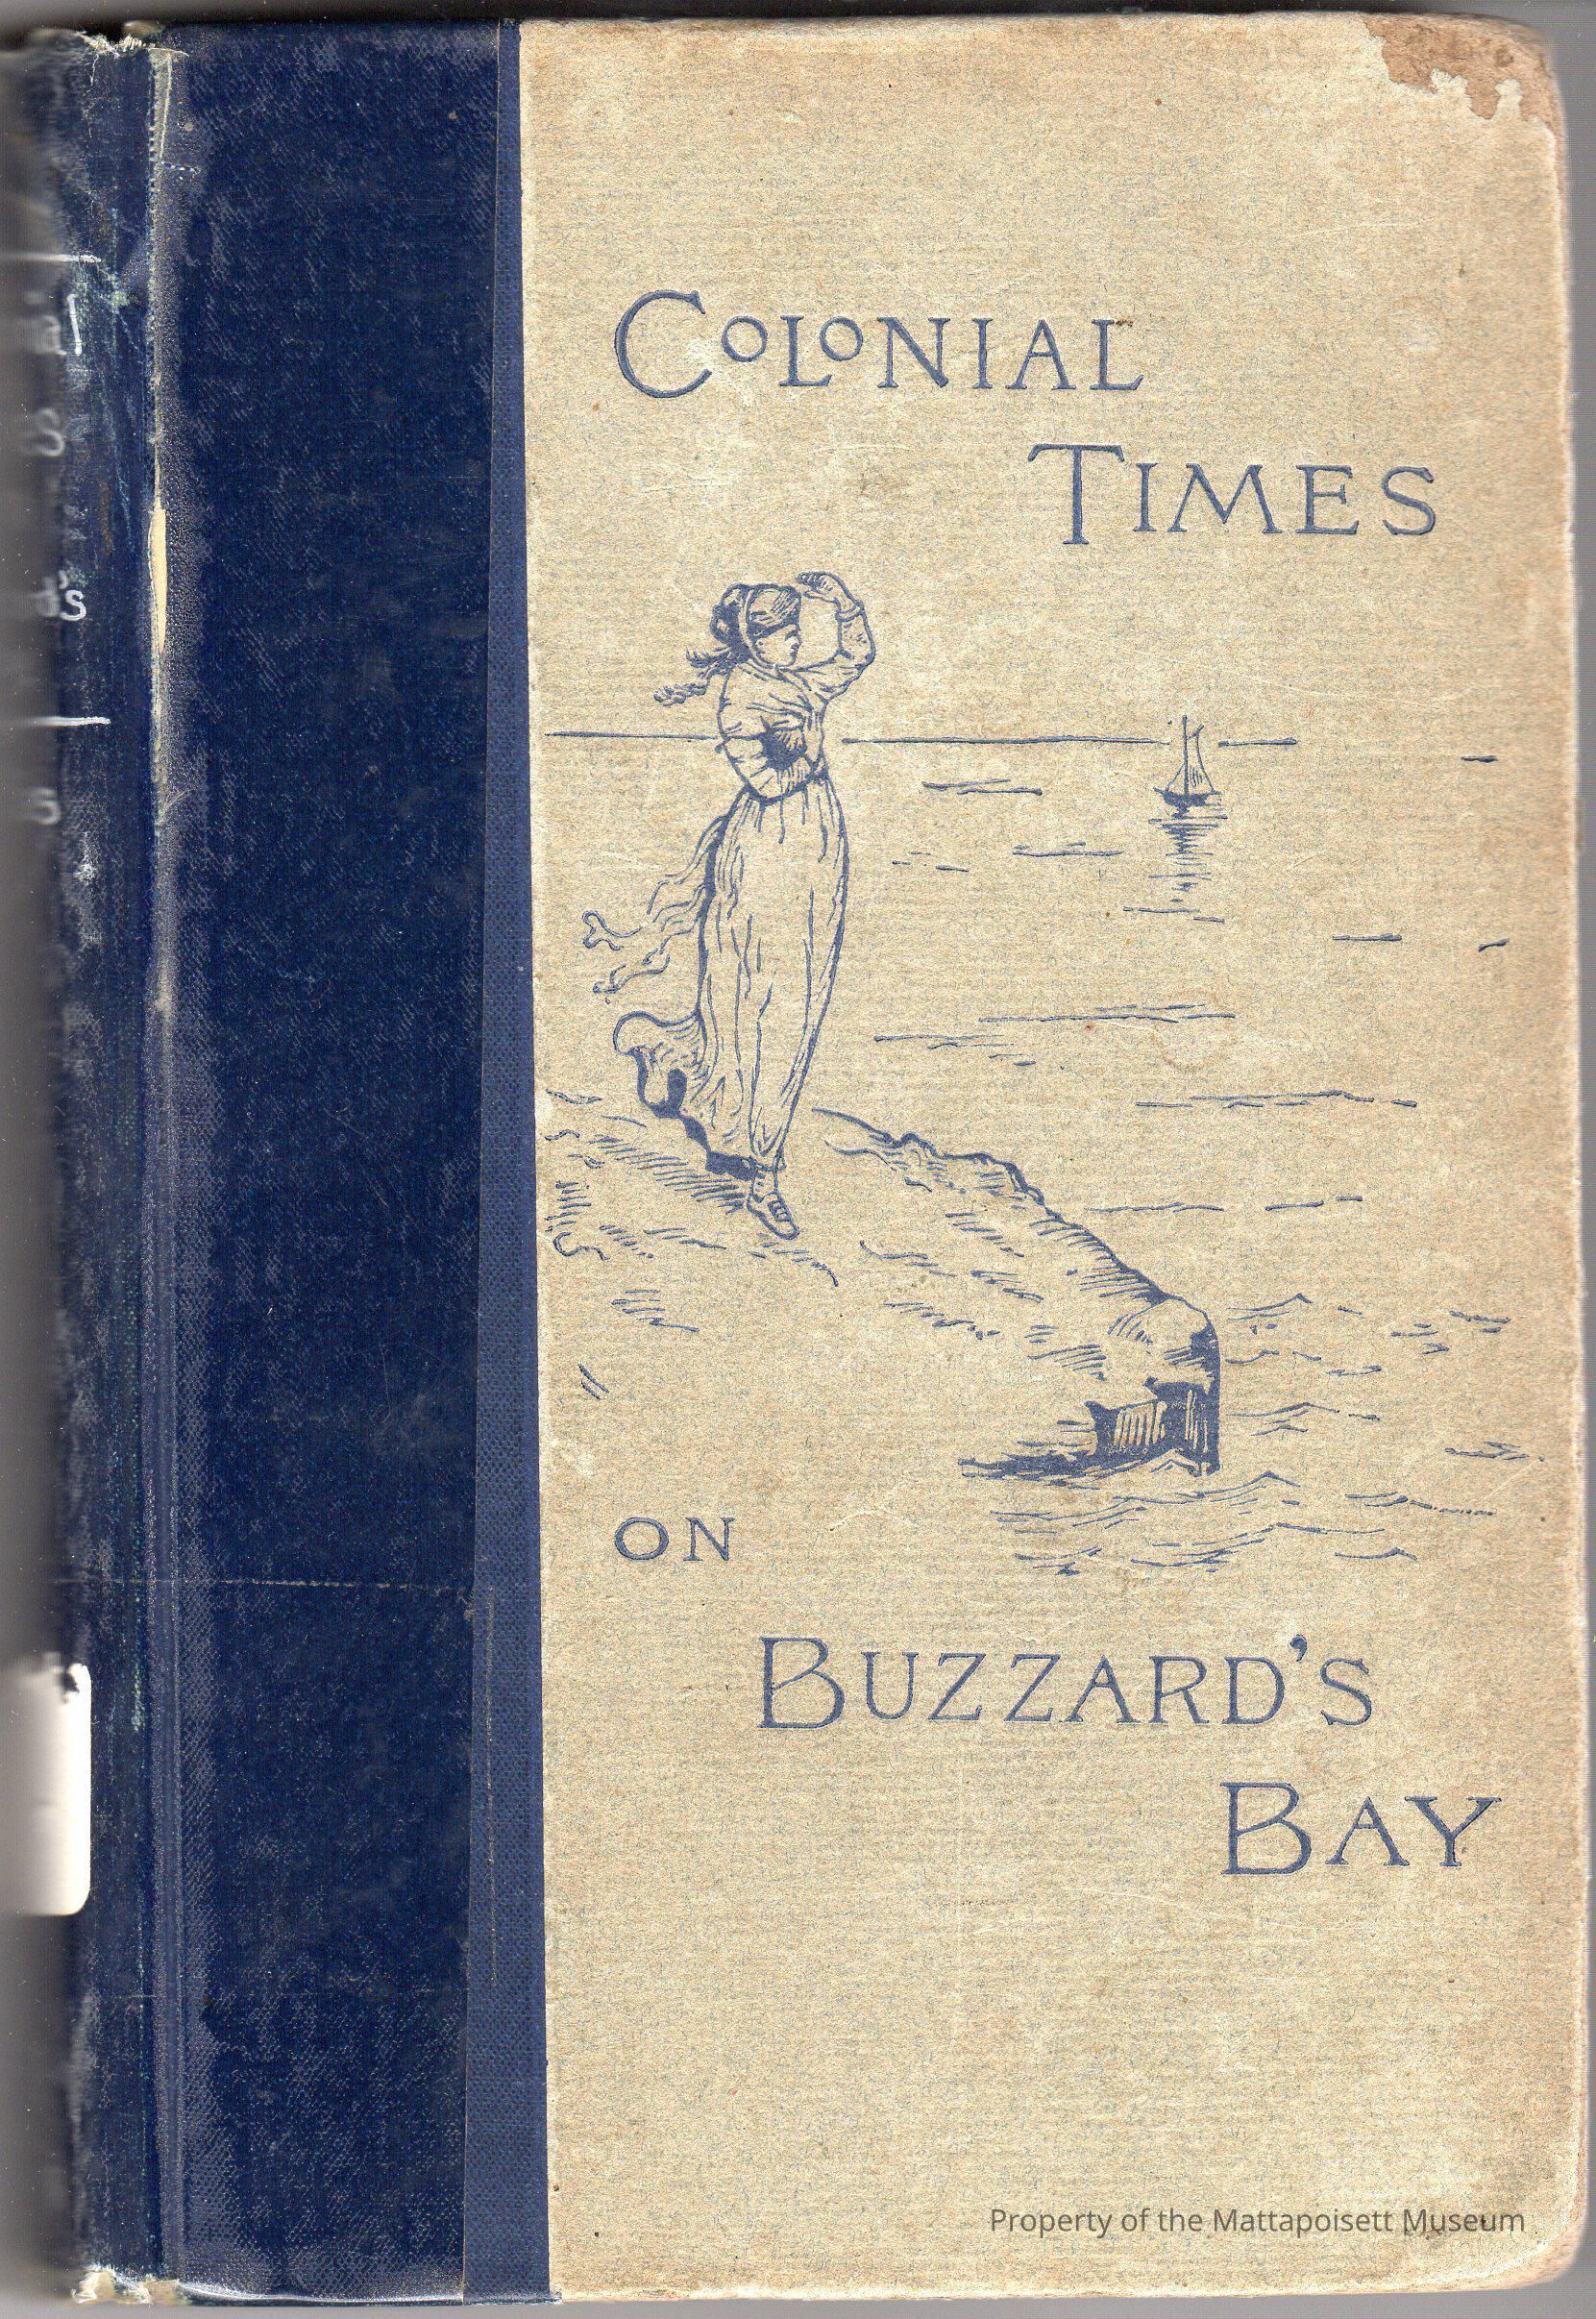 COLONIAL
TIMES
ON
BUZZARD'S
BAY
Property of the Mattapoisett Museum